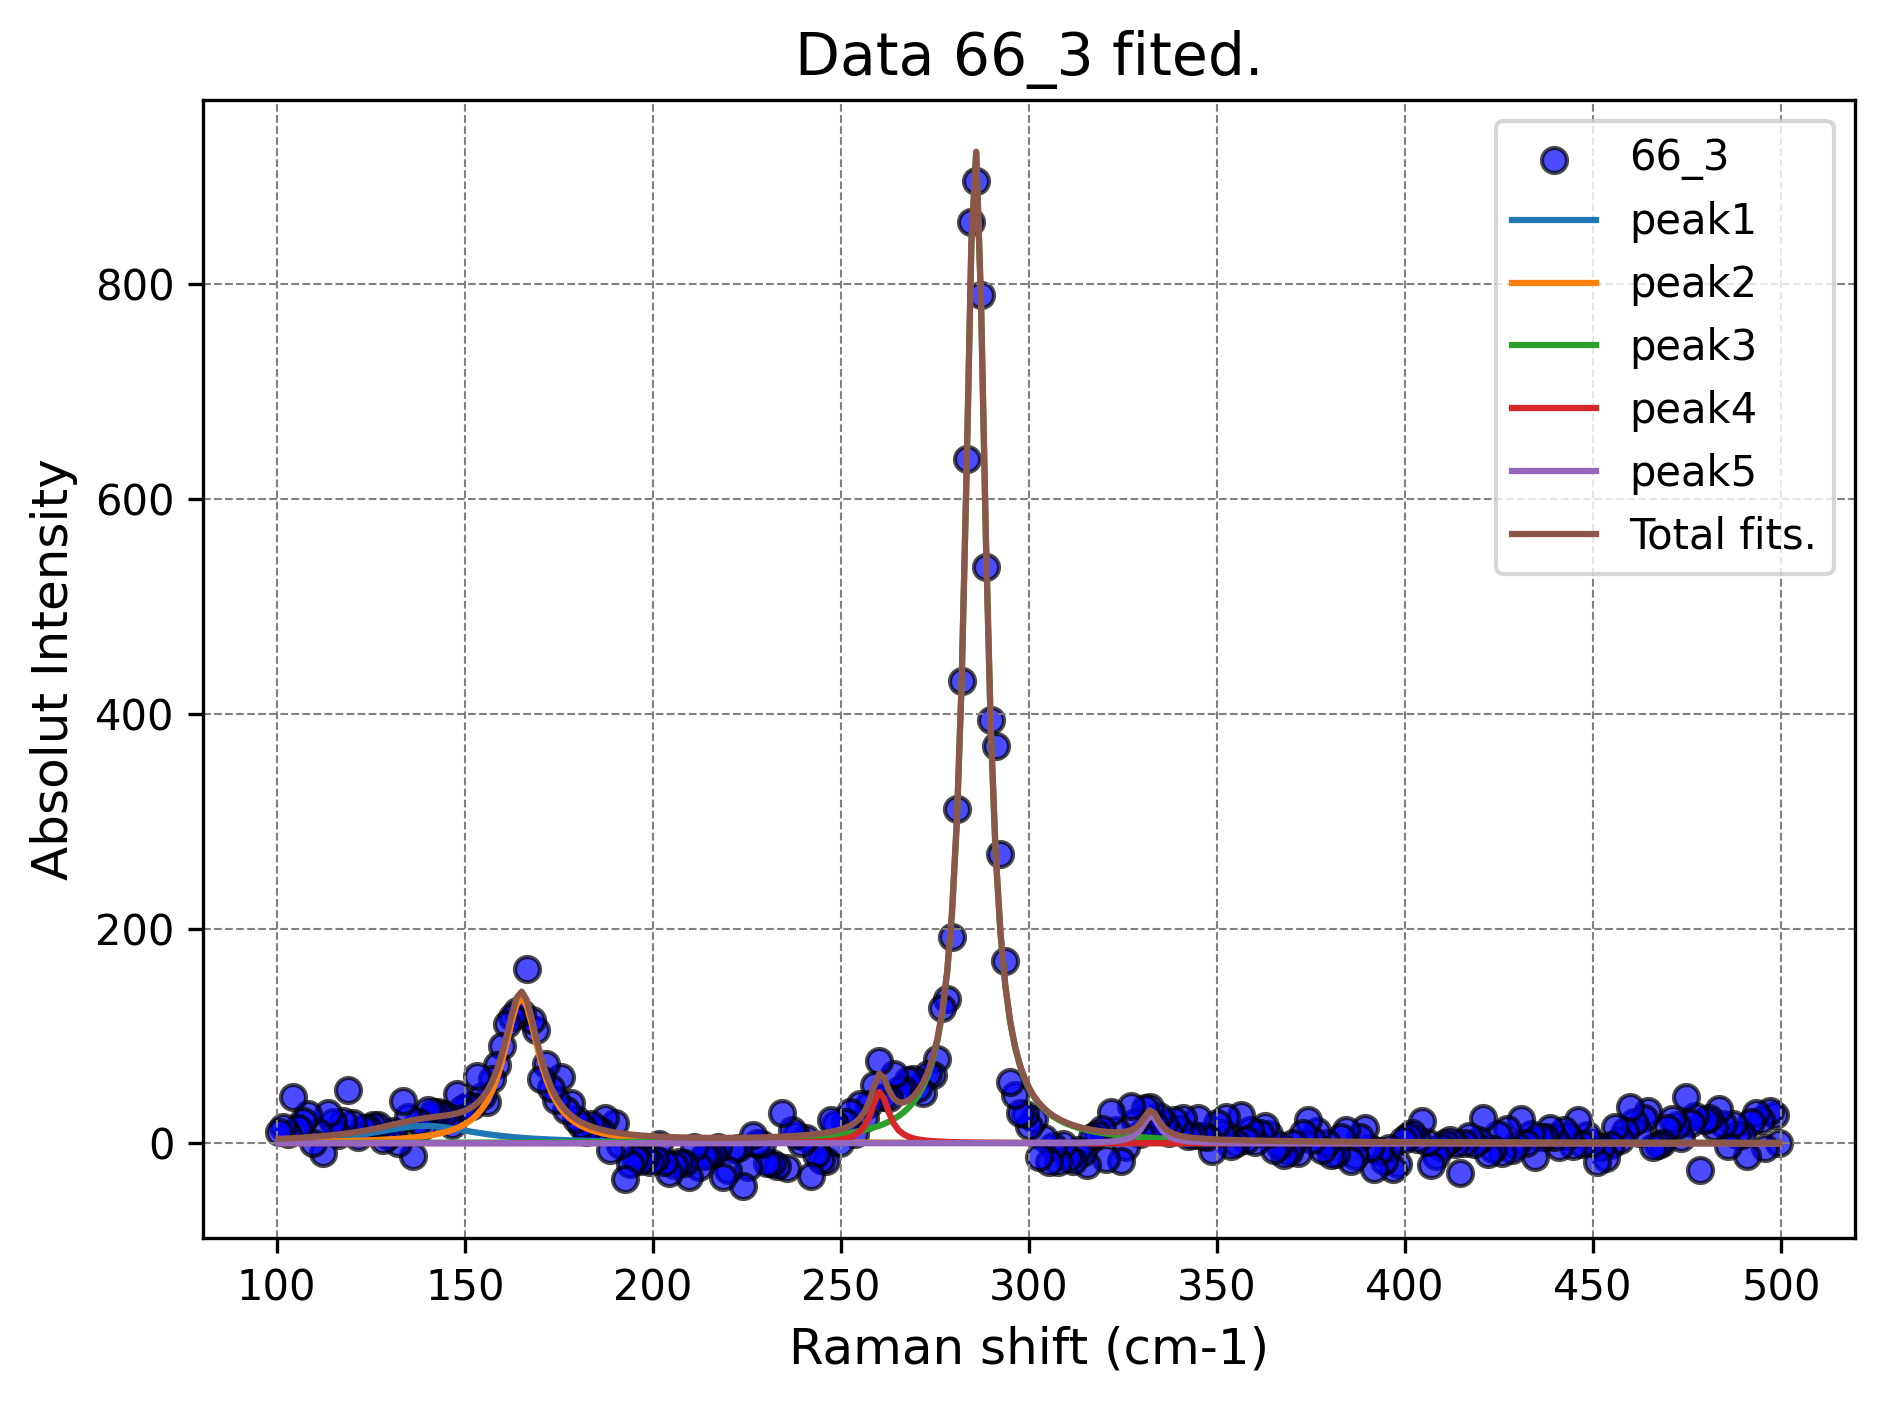 Data 66_3 fited.
66_3
peak1
peak2
peak3
peak4
peak5
Total fits.
Absolut Intensity
800
600
400
200
0
100 150 200 250 300 350 400 450 500
Raman shift (cm-1)